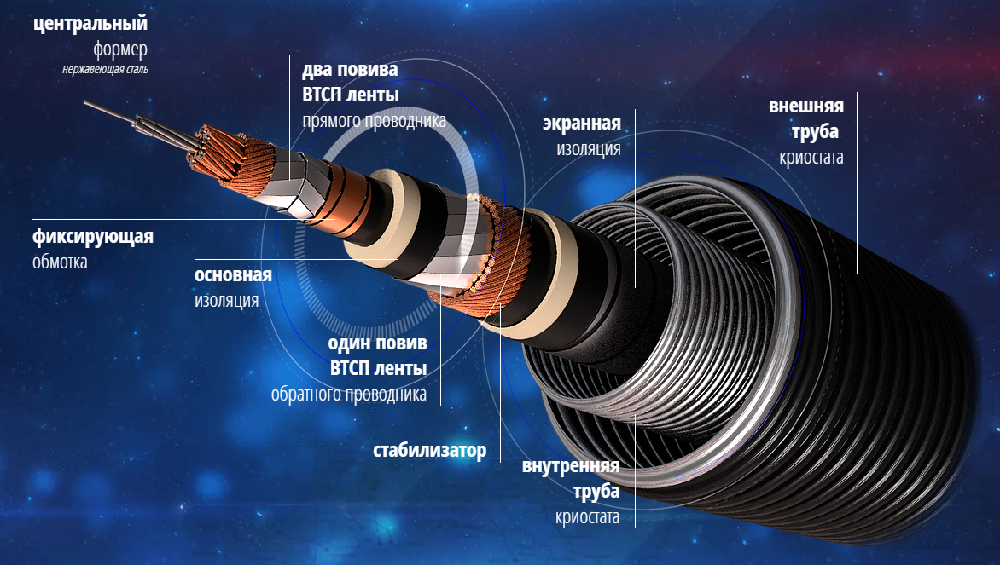 центральный
формер
нержавеющая сталь
два повива
ВТСП ленты
прямого проводника
экранная
изоляция
внешняя
труба
криостата
фиксирующая
обмотка
основная
изоляция
один повив
ВТСП ленты
обратного проводника
стабилизатор
внутренняя
труба
криостата